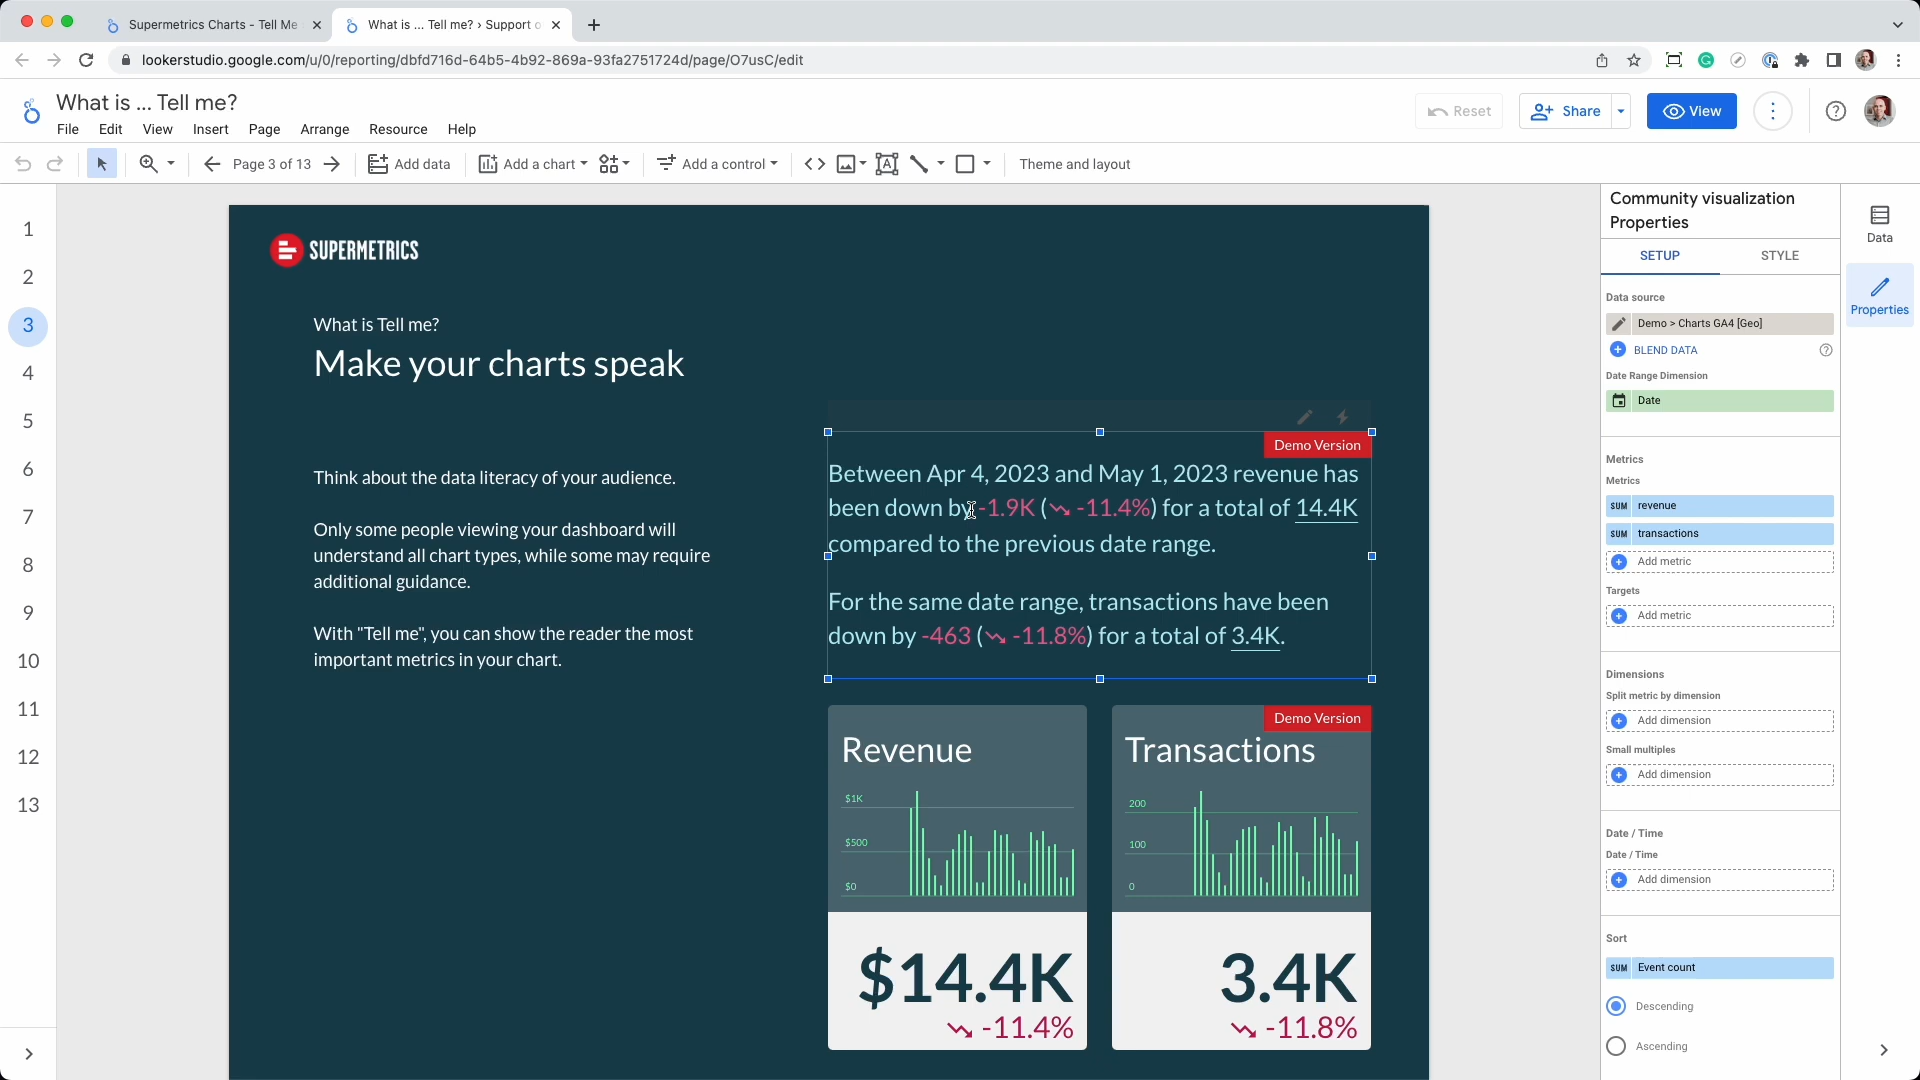 Supermetrics Charts - Tell Me
What is ... Tell me? › Support o
lookerstudio.google.com/u/0/reporting/dbfd716d-64b5-4b92-869a-93fa2751724d/page/O7usC/edit
What is ... Tell me?
File Edit View Insert Page Arrange Resource Help
Reset
Share
View
Page 3 of 13
Add data
Add a chart
Add a control
Theme and layout
1
2
3
4
5
6
7
8
9
10
11
12
13
SUPERMETRICS
What is Tell me?
Make your charts speak
Think about the data literacy of your audience.
Only some people viewing your dashboard will
understand all chart types, while some may require
additional guidance.
With "Tell me", you can show the reader the most
important metrics in your chart.
Demo Version
Between Apr 4, 2023 and May 1, 2023 revenue has
been down by -1.9K ( -11.4%) for a total of 14.4K
compared to the previous date range.
For the same date range, transactions have been
down by -463 ( -11.8%) for a total of 3.4K.
Revenue
$1K
$500
$0
$14.4K
-11.4%
Demo Version
Transactions
200
100
0
3.4K
-11.8%
Community visualization
Properties
SETUP STYLE
Data source
Demo > Charts GA4 [Geo]
BLEND DATA
Date Range Dimension
Date
Metrics
Metrics
SUM revenue
SUM transactions
Add metric
Targets
Add metric
Dimensions
Split metric by dimension
Add dimension
Small multiples
Add dimension
Date / Time
Date / Time
Add dimension
Sort
SUM Event count
Descending
Ascending
Data
Properties